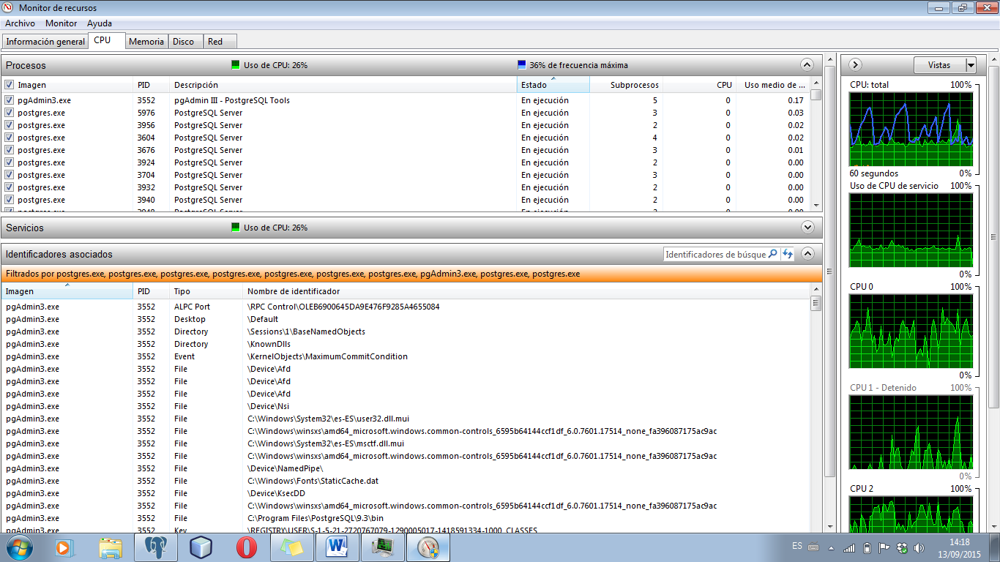 Monitor de recursos
Archivo Monitor Ayuda
Información general CPU Memoria Disco Red
Procesos Uso de CPU: 26% 36% de frecuencia máxima
Imagen PID Descripción Estado Subprocesos CPU Uso medio de ...
pgAdmin3.exe 3552 pgAdmin III - PostgreSQL Tools En ejecución 5 0 0.17
postgres.exe 5976 PostgreSQL Server En ejecución 3 0 0.03
postgres.exe 3956 PostgreSQL Server En ejecución 2 0 0.02
postgres.exe 3604 PostgreSQL Server En ejecución 4 0 0.02
postgres.exe 3676 PostgreSQL Server En ejecución 3 0 0.01
postgres.exe 3924 PostgreSQL Server En ejecución 2 0 0.00
postgres.exe 3704 PostgreSQL Server En ejecución 3 0 0.00
postgres.exe 3932 PostgreSQL Server En ejecución 2 0 0.00
postgres.exe 3940 PostgreSQL Server En ejecución 2 0 0.00
postgres.exe 3948 PostgreSQL Server En ejecución 2 0 0.00
Servicios Uso de CPU: 26%
Identificadores asociados Identificadores de búsque
Filtrados por postgres.exe, postgres.exe, postgres.exe, postgres.exe, postgres.exe, postgres.exe, postgres.exe, pgAdmin3.exe, postgres.exe, postgres.exe
Imagen PID Tipo Nombre de identificador
pgAdmin3.exe 3552 ALPC Port \RPC Control\OLEB6900645DA9E476F9285A4655084
pgAdmin3.exe 3552 Desktop \Default
pgAdmin3.exe 3552 Directory \Sessions\1\BaseNamedObjects
pgAdmin3.exe 3552 Directory \KnownDlls
pgAdmin3.exe 3552 Event \KernelObjects\MaximumCommitCondition
pgAdmin3.exe 3552 File \Device\Afd
pgAdmin3.exe 3552 File \Device\Afd
pgAdmin3.exe 3552 File \Device\Afd
pgAdmin3.exe 3552 File \Device\Nsi
pgAdmin3.exe 3552 File C:\Windows\System32\es-ES\user32.dll.mui
pgAdmin3.exe 3552 File C:\Windows\winsxs\amd64_microsoft.windows.common-controls_6595b64144ccf1df_6.0.7601.17514_none_fa396087175ac9ac
pgAdmin3.exe 3552 File C:\Windows\System32\es-ES\msctf.dll.mui
pgAdmin3.exe 3552 File C:\Windows\winsxs\amd64_microsoft.windows.common-controls_6595b64144ccf1df_6.0.7601.17514_none_fa396087175ac9ac
pgAdmin3.exe 3552 File \Device\NamedPipe\
pgAdmin3.exe 3552 File C:\Windows\Fonts\StaticCache.dat
pgAdmin3.exe 3552 File \Device\KsecDD
pgAdmin3.exe 3552 File C:\Windows\winsxs\amd64_microsoft.windows.common-controls_6595b64144ccf1df_6.0.7601.17514_none_fa396087175ac9ac
pgAdmin3.exe 3552 File C:\Program Files\PostgreSQL\9.3\bin
pgAdmin3.exe 3552 Key \REGISTRY\USER\S-1-5-21-2720767079-1290005017-1418591334-1000_CLASSES
Vistas
CPU: total 100%
60 segundos 0%
Uso de CPU de servicio 100%
0%
CPU 0 100%
0%
CPU 1 - Detenido 100%
0%
CPU 2 100%
ES
14:18
13/09/2015